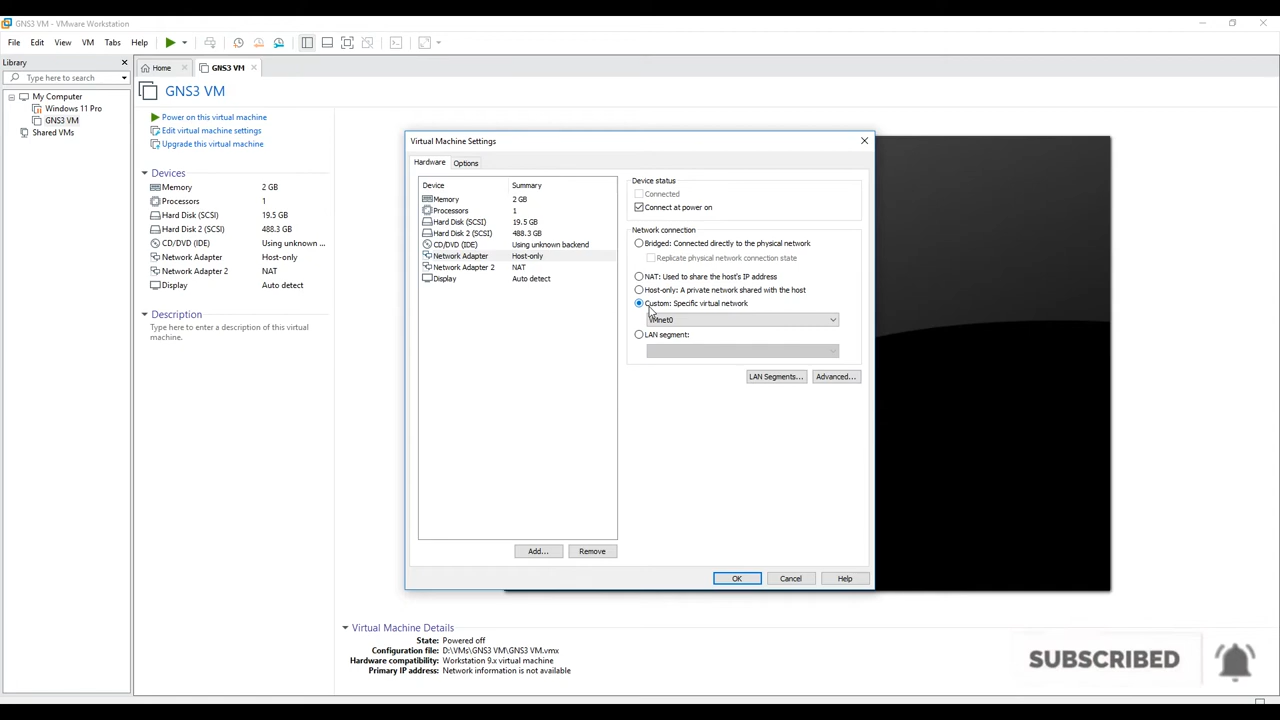 GNS3 VM - VMware Workstation
File Edit View VM Tabs Help
Library
Type here to search
Home GNS3 VM
My Computer
Windows 11 Pro
GNS3 VM
Shared VMs
GNS3 VM
Power on this virtual machine
Edit virtual machine settings
Upgrade this virtual machine
Devices
Memory 2 GB
Processors 1
Hard Disk (SCSI) 19.5 GB
Hard Disk 2 (SCSI) 488.3 GB
CD/DVD (IDE) Using unknown ...
Network Adapter Host-only
Network Adapter 2 NAT
Display Auto detect
Description
Type here to enter a description of this virtual
machine.
Virtual Machine Settings
Hardware Options
Device Summary
Memory 2 GB
Processors 1
Hard Disk (SCSI) 19.5 GB
Hard Disk 2 (SCSI) 488.3 GB
CD/DVD (IDE) Using unknown backend
Network Adapter Host-only
Network Adapter 2 NAT
Display Auto detect
Add... Remove
Device status
Connected
Connect at power on
Network connection
Bridged: Connected directly to the physical network
Replicate physical network connection state
NAT: Used to share the host's IP address
Host-only: A private network shared with the host
Custom: Specific virtual network
VMnet0
LAN segment:
LAN Segments... Advanced...
OK Cancel Help
Virtual Machine Details
State: Powered off
Configuration file: D:\VMs\GNS3 VM\GNS3 VM.vmx
Hardware compatibility: Workstation 9.x virtual machine
Primary IP address: Network information is not available
SUBSCRIBED